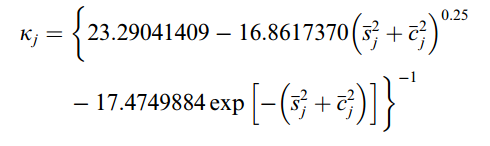 κ_j = { 23.29041409 − 16.8617370 (s̄_j^2 + c̄_j^2)^0.25
− 17.4749884 exp [−(s̄_j^2 + c̄_j^2)] }^−1